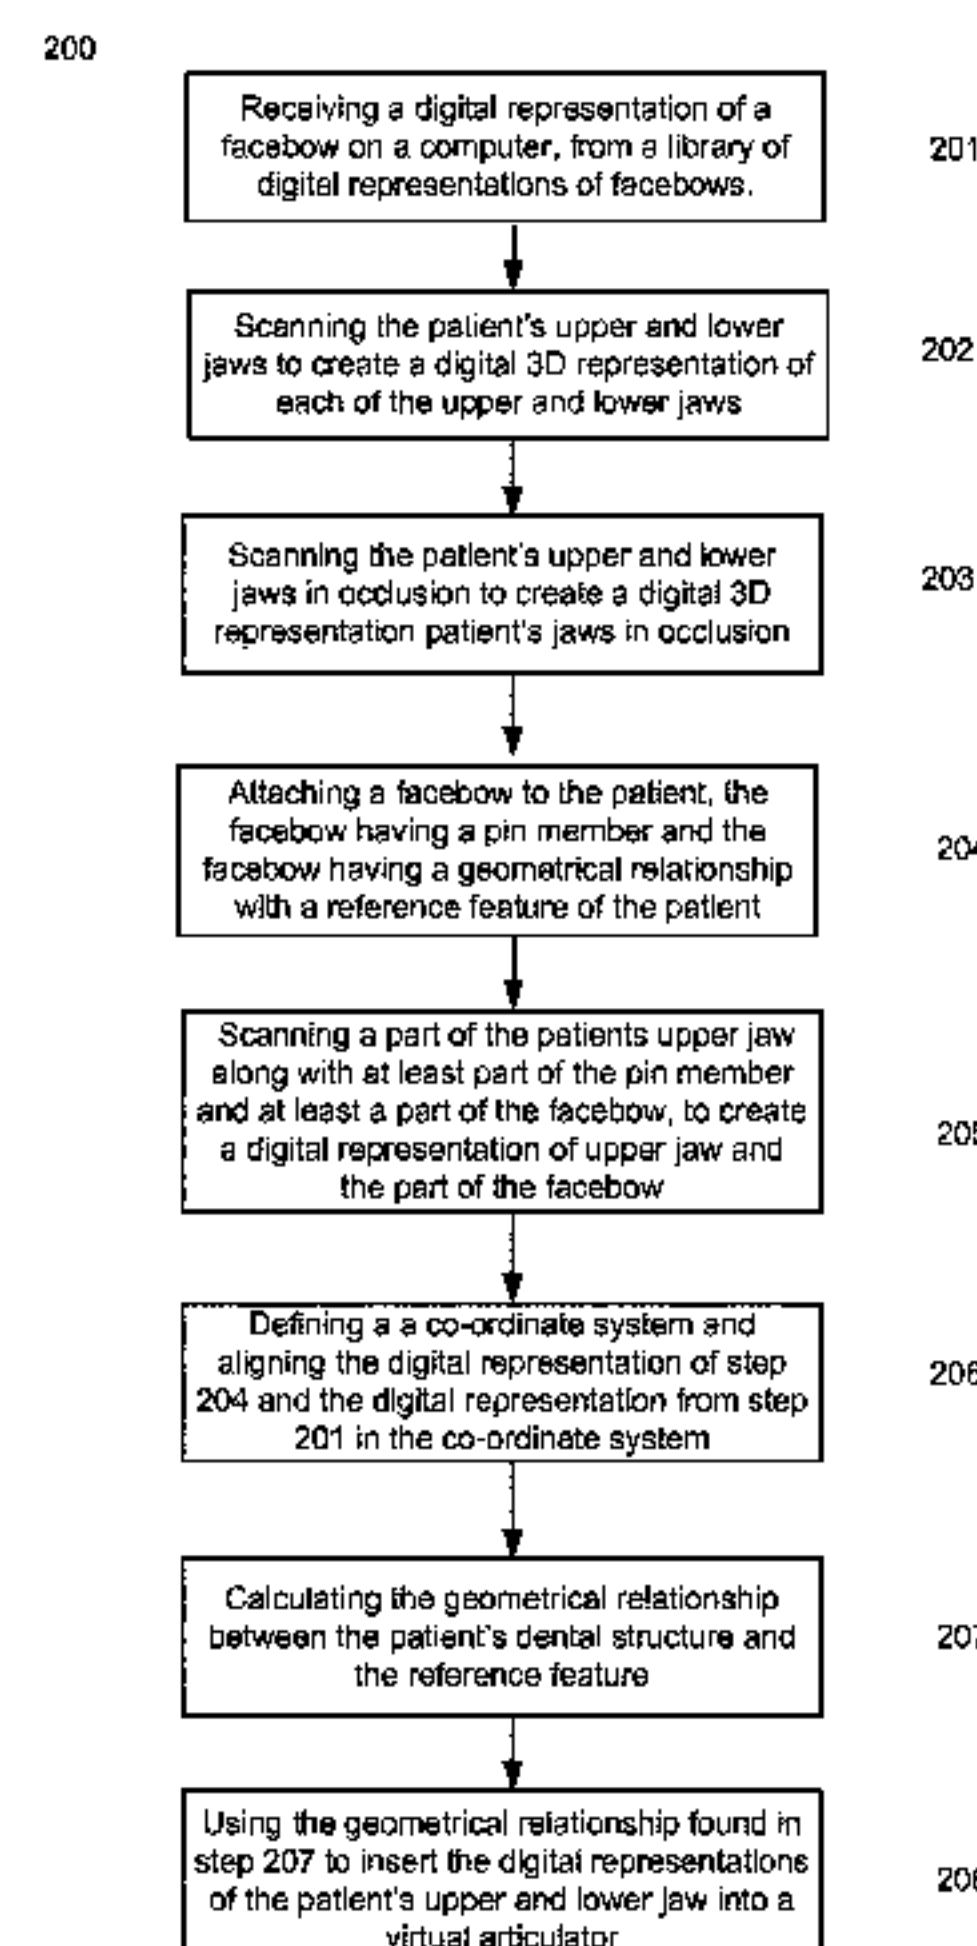 200
Receiving a digital representation of a
facebow on a computer, from a library of
digital representations of facebows.
201
Scanning the patient's upper and lower
jaws to create a digital 3D representation of
each of the upper and lower jaws
202
Scanning the patient's upper and lower
jaws in occlusion to create a digital 3D
representation patient's jaws in occlusion
203
Attaching a facebow to the patient, the
facebow having a pin member and the
facebow having a geometrical relationship
with a reference feature of the patient
204
Scanning a part of the patients upper jaw
along with at least part of the pin member
and at least a part of the facebow, to create
a digital representation of upper jaw and
the part of the facebow
205
Defining a a co-ordinate system and
aligning the digital representation of step
204 and the digital representation from step
201 in the co-ordinate system
206
Calculating the geometrical relationship
between the patient's dental structure and
the reference feature
207
Using the geometrical relationship found in
step 207 to insert the digital representations
of the patient's upper and lower jaw into a
virtual articulator